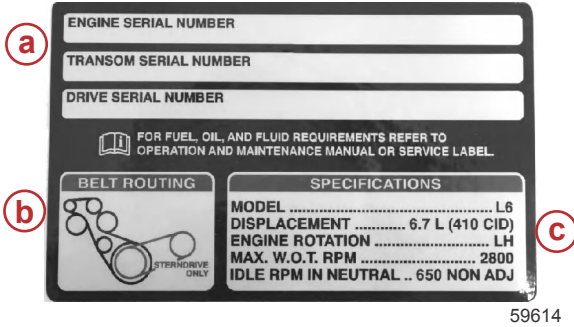 a
ENGINE SERIAL NUMBER
TRANSOM SERIAL NUMBER
DRIVE SERIAL NUMBER
FOR FUEL, OIL, AND FLUID REQUIREMENTS REFER TO
OPERATION AND MAINTENANCE MANUAL OR SERVICE LABEL.
b
BELT ROUTING
STERNDRIVE
ONLY
SPECIFICATIONS
MODEL ................................ L6
DISPLACEMENT ............ 6.7 L (410 CID)
ENGINE ROTATION .................... LH
MAX. W.O.T. RPM ..................... 2800
IDLE RPM IN NEUTRAL .. 650 NON ADJ
c
59614